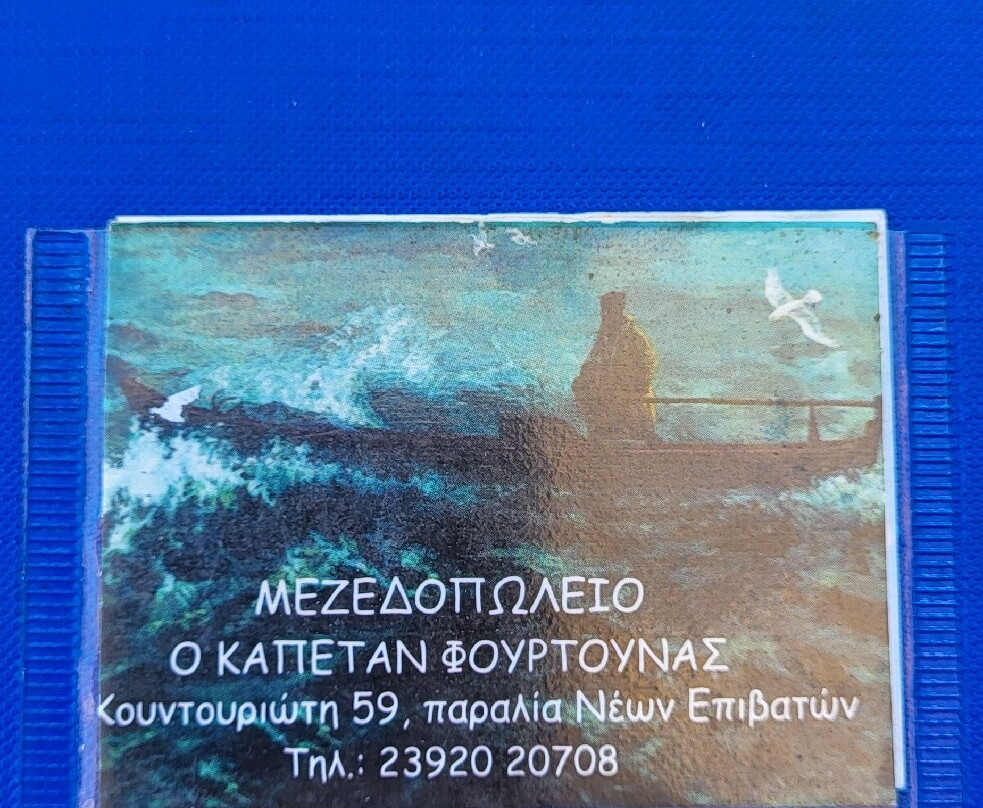 ΜΕΖΕΔΟΠΩΛΕΙΟ
Ο ΚΑΠΕΤΑΝ ΦΟΥΡΤΟΥΝΑΣ
Κουντουριώτη 59, παραλία Νέων Επιβατών
Τηλ.: 23920 20708